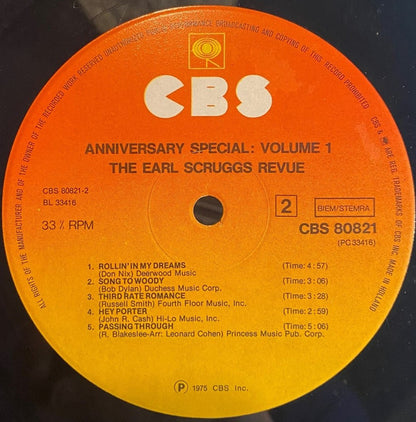 ALL RIGHTS OF THE MANUFACTURER AND OF THE OWNER OF THE RECORDED WORK RESERVED PERFORMANCE BROADCASTING AND COPYING OF THIS RECORD PROHIBITED
CBS & ARE REG. TRADEMARKS OF CBS INC. MADE IN HOLLAND
CBS
ANNIVERSARY SPECIAL: VOLUME 1
THE EARL SCRUGGS REVUE
CBS 80821-2
BL 33416
33⅓ RPM
2
BIEM/STEMRA
CBS 80821
(PC 33416)
1. ROLLIN' IN MY DREAMS (Time: 4:57)
(Don Nix) Deerwood Music
2. SONG TO WOODY (Time: 3:06)
(Bob Dylan) Duchess Music Corp.
3. THIRD RATE ROMANCE (Time: 3:28)
(Russell Smith) Fourth Floor Music, Inc.
4. HEY PORTER (Time: 2:59)
(John R. Cash) Hi-Lo Music, Inc.
5. PASSING THROUGH (Time: 5:06)
(R. Blakeslee-Arr: Leonard Cohen) Princess Music Pub. Corp.
℗ 1975 CBS Inc.